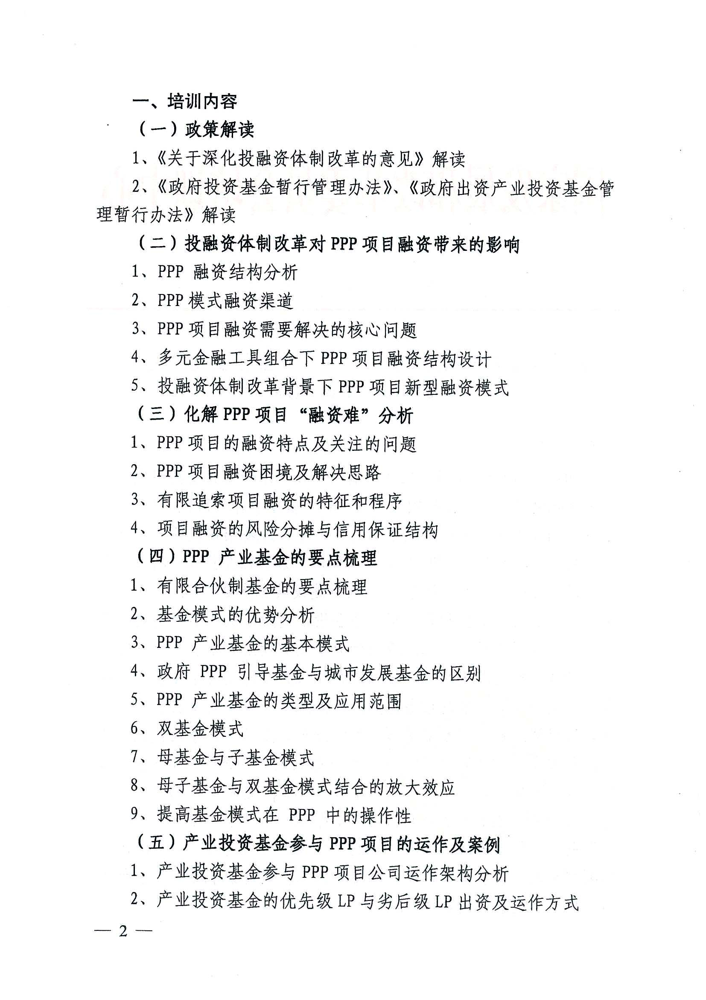 一、培训内容
（一）政策解读
1、《关于深化投融资体制改革的意见》解读
2、《政府投资基金暂行管理办法》、《政府出资产业投资基金管
理暂行办法》解读
（二）投融资体制改革对 PPP 项目融资带来的影响
1、PPP 融资结构分析
2、PPP 模式融资渠道
3、PPP 项目融资需要解决的核心问题
4、多元金融工具组合下 PPP 项目融资结构设计
5、投融资体制改革背景下 PPP 项目新型融资模式
（三）化解 PPP 项目“融资难”分析
1、PPP 项目的融资特点及关注的问题
2、PPP 项目融资困境及解决思路
3、有限追索项目融资的特征和程序
4、项目融资的风险分摊与信用保证结构
（四）PPP 产业基金的要点梳理
1、有限合伙制基金的要点梳理
2、基金模式的优势分析
3、PPP 产业基金的基本模式
4、政府 PPP 引导基金与城市发展基金的区别
5、PPP 产业基金的类型及应用范围
6、双基金模式
7、母基金与子基金模式
8、母子基金与双基金模式结合的放大效应
9、提高基金模式在 PPP 中的操作性
（五）产业投资基金参与 PPP 项目的运作及案例
1、产业投资基金参与 PPP 项目公司运作架构分析
2、产业投资基金的优先级 LP 与劣后级 LP 出资及运作方式
— 2 —